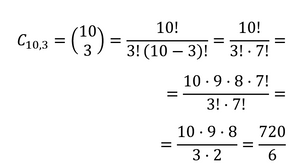 C₁₀,₃ = (10 3) = 10! / 3! (10 − 3)! = 10! / 3! · 7! =
= 10 · 9 · 8 · 7! / 3! · 7! =
= 10 · 9 · 8 / 3 · 2 = 720 / 6